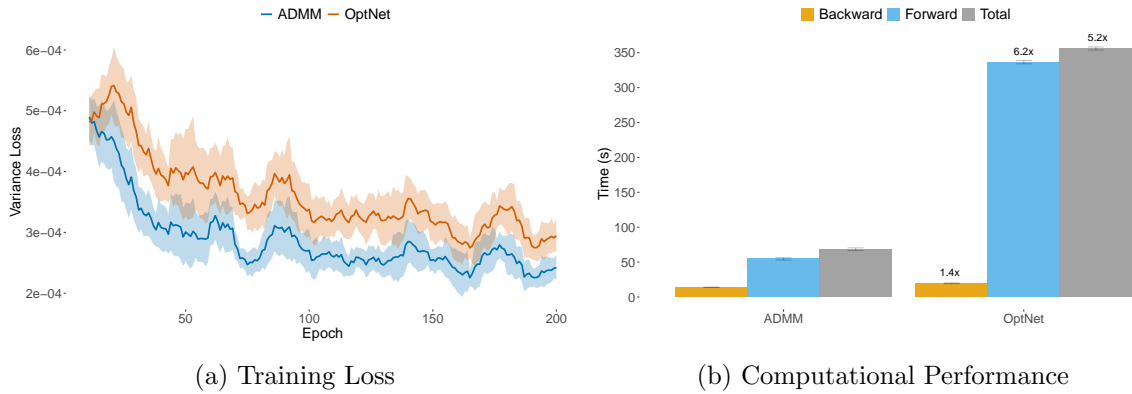 ADMM OptNet
6e−04
5e−04
4e−04
3e−04
2e−04
Variance Loss
50 100 150 200
Epoch
(a) Training Loss
Backward Forward Total
350
300
250
200
150
100
50
0
Time (s)
6.2x
5.2x
1.4x
ADMM OptNet
(b) Computational Performance